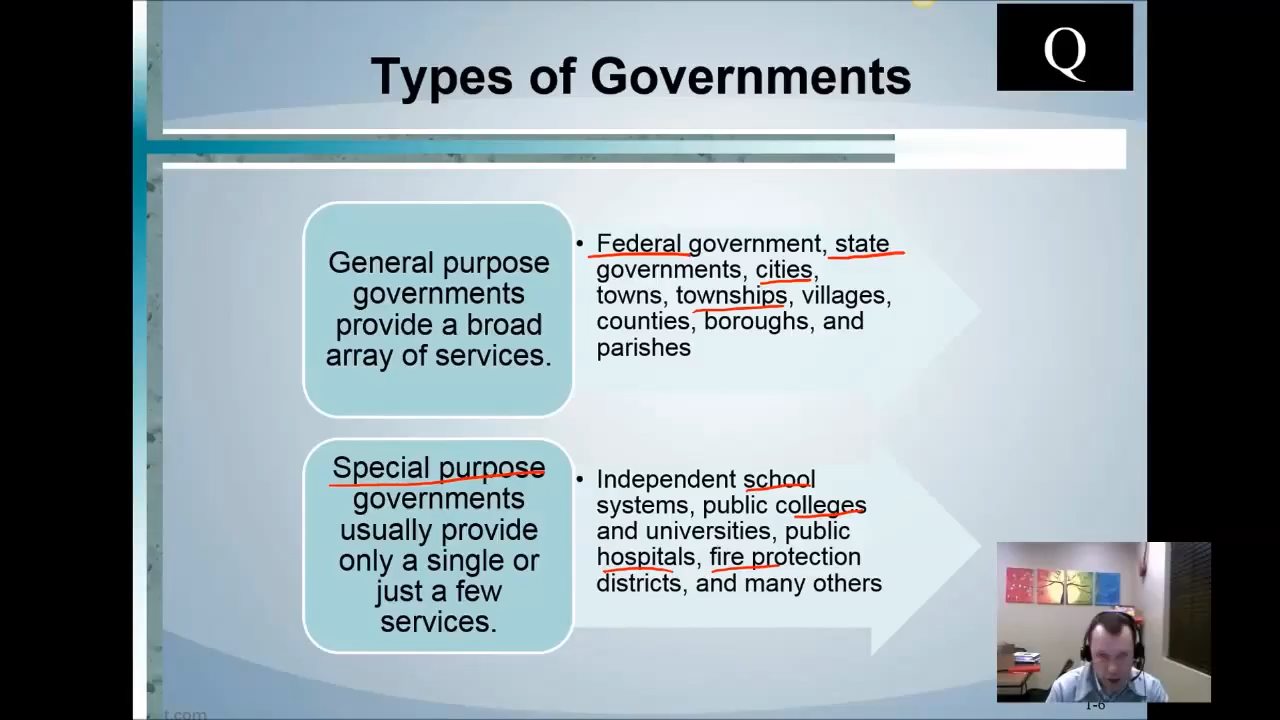 Types of Governments
Q
General purpose
governments
provide a broad
array of services.
• Federal government, state
governments, cities,
towns, townships, villages,
counties, boroughs, and
parishes
Special purpose
governments
usually provide
only a single or
just a few
services.
• Independent school
systems, public colleges
and universities, public
hospitals, fire protection
districts, and many others
1-6
t.com